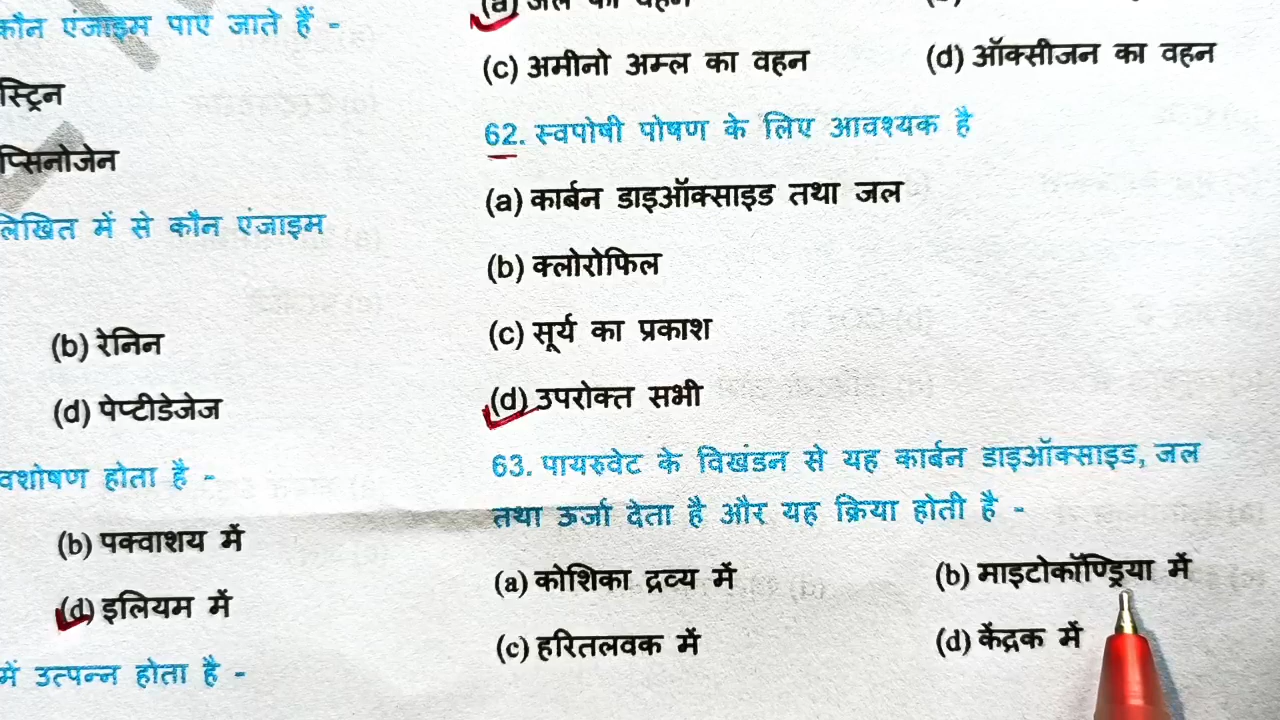 कौन एंजाइम पाए जाते हैं -
स्ट्रिन
प्सिनोजेन
लिखित में से कौन एंजाइम
(b) रेनिन
(d) पेप्टीडेजेज
वशोषण होता है -
(b) पक्वाशय में
(d) इलियम में
में उत्पन्न होता है -
(a) जल का वहन
(c) अमीनो अम्ल का वहन (d) ऑक्सीजन का वहन
62. स्वपोषी पोषण के लिए आवश्यक है
(a) कार्बन डाइऑक्साइड तथा जल
(b) क्लोरोफिल
(c) सूर्य का प्रकाश
(d) उपरोक्त सभी
63. पायरुवेट के विखंडन से यह कार्बन डाइऑक्साइड, जल
तथा ऊर्जा देता है और यह क्रिया होती है -
(a) कोशिका द्रव्य में (b) माइटोकॉण्ड्रिया में
(c) हरितलवक में (d) केंद्रक में